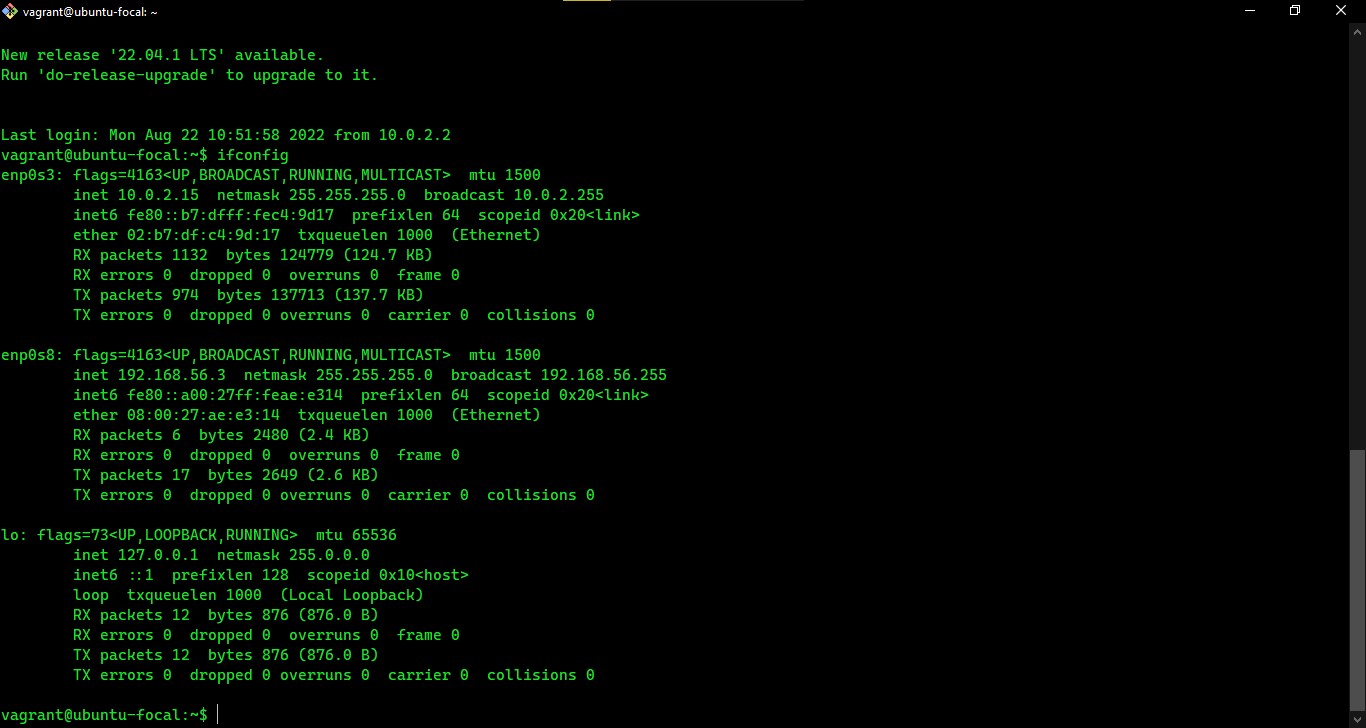 vagrant@ubuntu-focal: ~
New release '22.04.1 LTS' available.
Run 'do-release-upgrade' to upgrade to it.
Last login: Mon Aug 22 10:51:58 2022 from 10.0.2.2
vagrant@ubuntu-focal:~$ ifconfig
enp0s3: flags=4163<UP,BROADCAST,RUNNING,MULTICAST>  mtu 1500
        inet 10.0.2.15  netmask 255.255.255.0  broadcast 10.0.2.255
        inet6 fe80::b7:dfff:fec4:9d17  prefixlen 64  scopeid 0x20<link>
        ether 02:b7:df:c4:9d:17  txqueuelen 1000  (Ethernet)
        RX packets 1132  bytes 124779 (124.7 KB)
        RX errors 0  dropped 0  overruns 0  frame 0
        TX packets 974  bytes 137713 (137.7 KB)
        TX errors 0  dropped 0 overruns 0  carrier 0  collisions 0
enp0s8: flags=4163<UP,BROADCAST,RUNNING,MULTICAST>  mtu 1500
        inet 192.168.56.3  netmask 255.255.255.0  broadcast 192.168.56.255
        inet6 fe80::a00:27ff:feae:e314  prefixlen 64  scopeid 0x20<link>
        ether 08:00:27:ae:e3:14  txqueuelen 1000  (Ethernet)
        RX packets 6  bytes 2480 (2.4 KB)
        RX errors 0  dropped 0  overruns 0  frame 0
        TX packets 17  bytes 2649 (2.6 KB)
        TX errors 0  dropped 0 overruns 0  carrier 0  collisions 0
lo: flags=73<UP,LOOPBACK,RUNNING>  mtu 65536
        inet 127.0.0.1  netmask 255.0.0.0
        inet6 ::1  prefixlen 128  scopeid 0x10<host>
        loop  txqueuelen 1000  (Local Loopback)
        RX packets 12  bytes 876 (876.0 B)
        RX errors 0  dropped 0  overruns 0  frame 0
        TX packets 12  bytes 876 (876.0 B)
        TX errors 0  dropped 0 overruns 0  carrier 0  collisions 0
vagrant@ubuntu-focal:~$